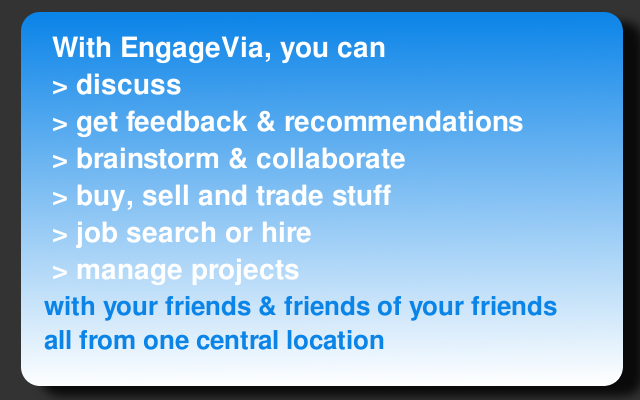 With EngageVia, you can
> discuss
> get feedback & recommendations
> brainstorm & collaborate
> buy, sell and trade stuff
> job search or hire
> manage projects
with your friends & friends of your friends
all from one central location